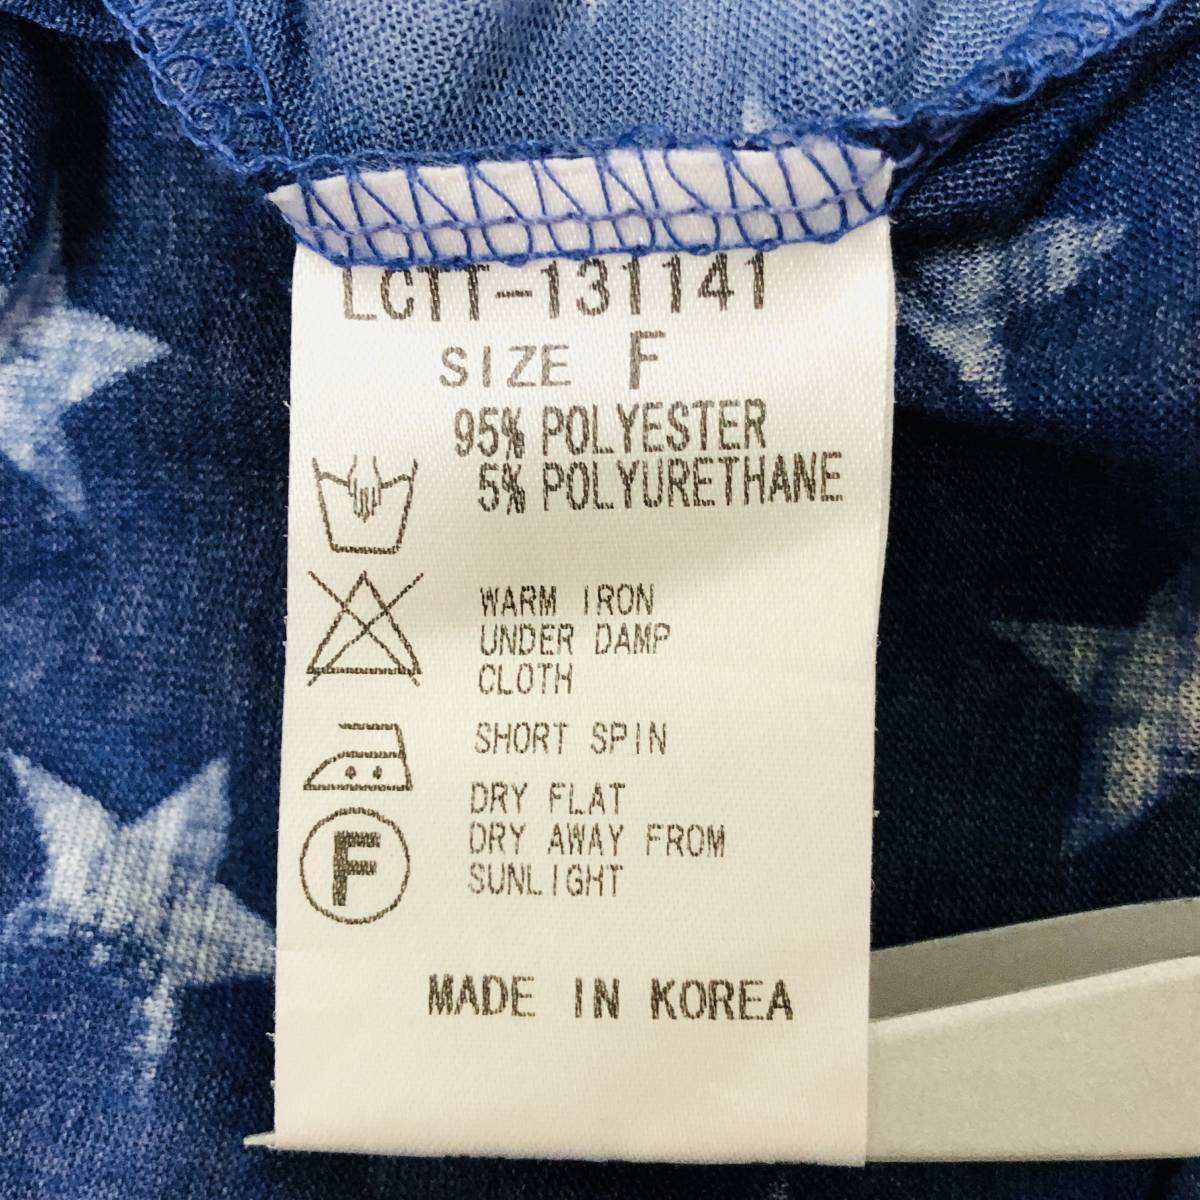 LCTT-131141
SIZE F
95% POLYESTER
5% POLYURETHANE
WARM IRON
UNDER DAMP
CLOTH
SHORT SPIN
DRY FLAT
DRY AWAY FROM
SUNLIGHT
F
MADE IN KOREA